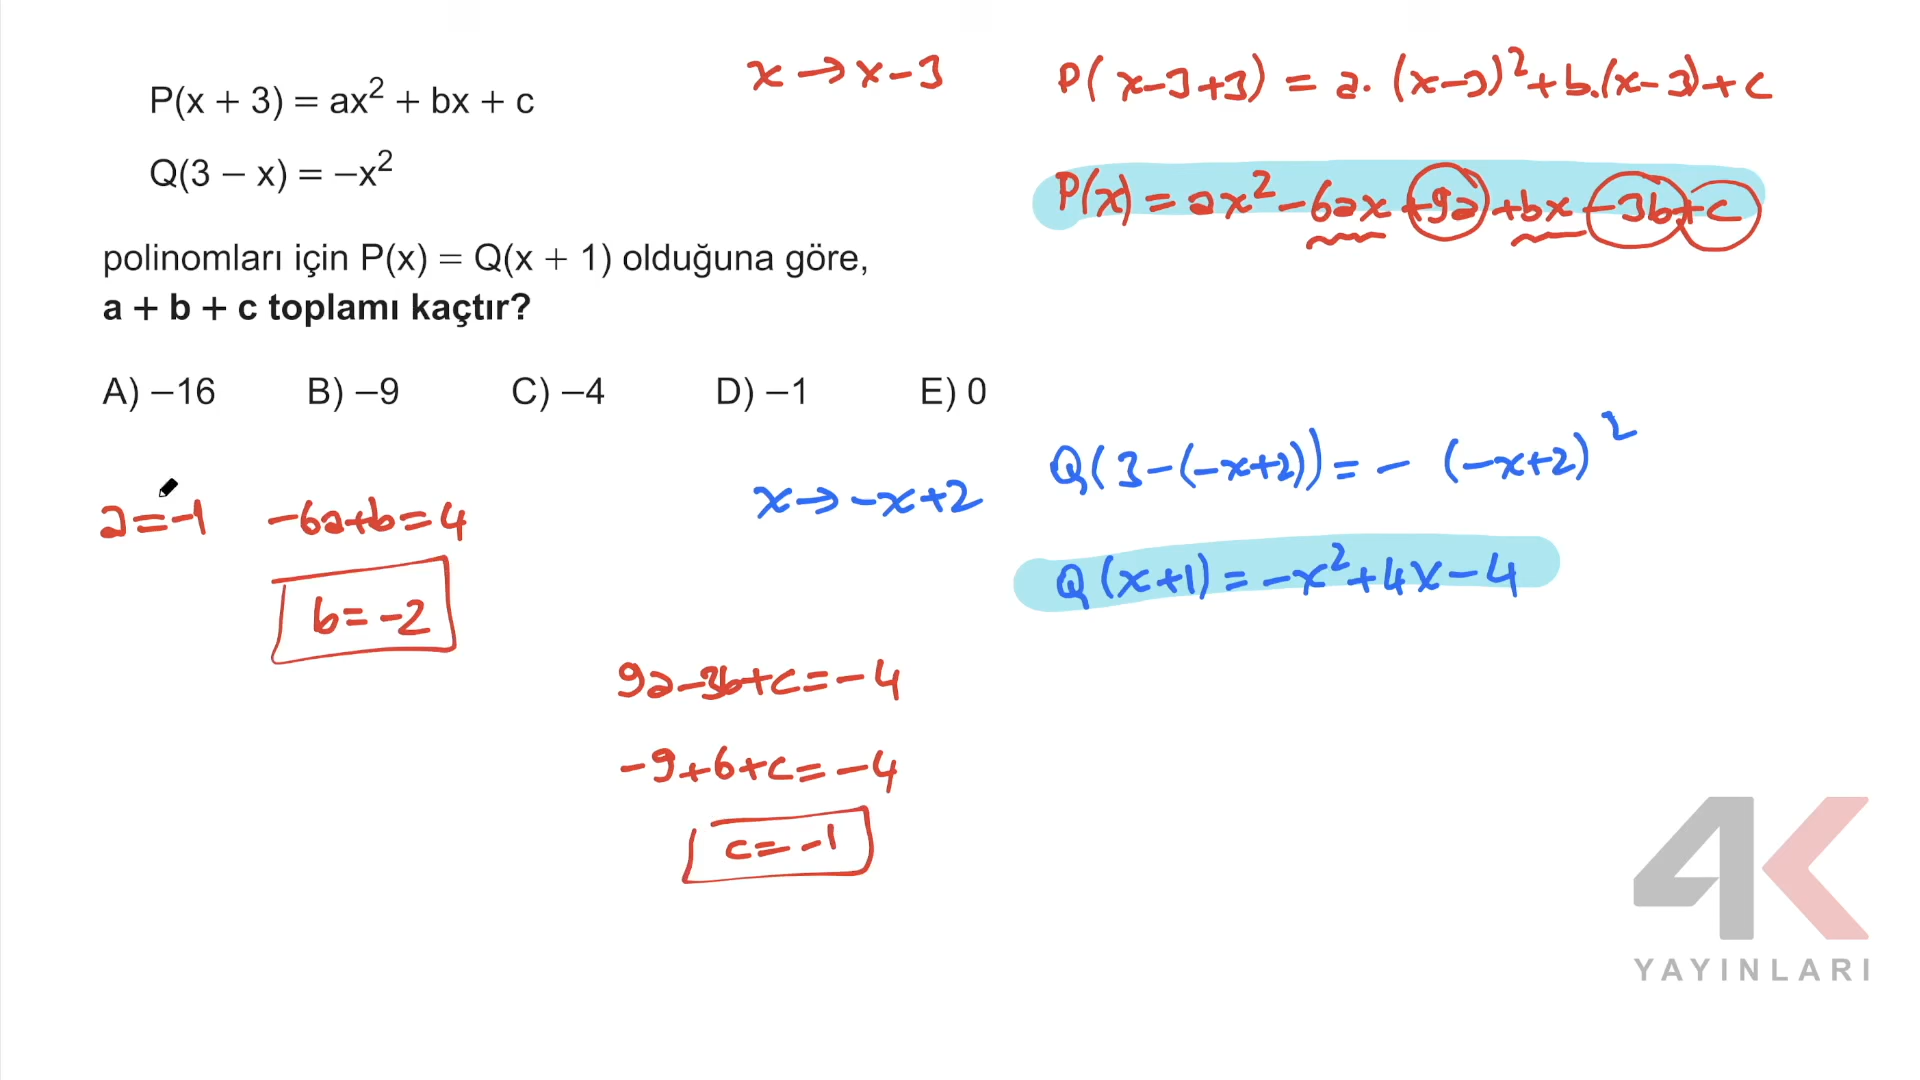 P(x + 3) = ax² + bx + c
Q(3 – x) = –x²
polinomları için P(x) = Q(x + 1) olduğuna göre,
a + b + c toplamı kaçtır?
A) –16 B) –9 C) –4 D) –1 E) 0
x → x – 3
P( x–3+3) = a. (x–3)² + b.(x–3) + c
P(x) = ax² – 6ax + 9a + bx – 3b + c
a = –1 –6a+b = 4
b = –2
x → –x+2
Q( 3 –(–x+2)) = – (–x+2)²
Q (x+1) = –x² + 4x – 4
9a–3b+c = –4
–9+6+c = –4
c = –1
4K
YAYINLARI